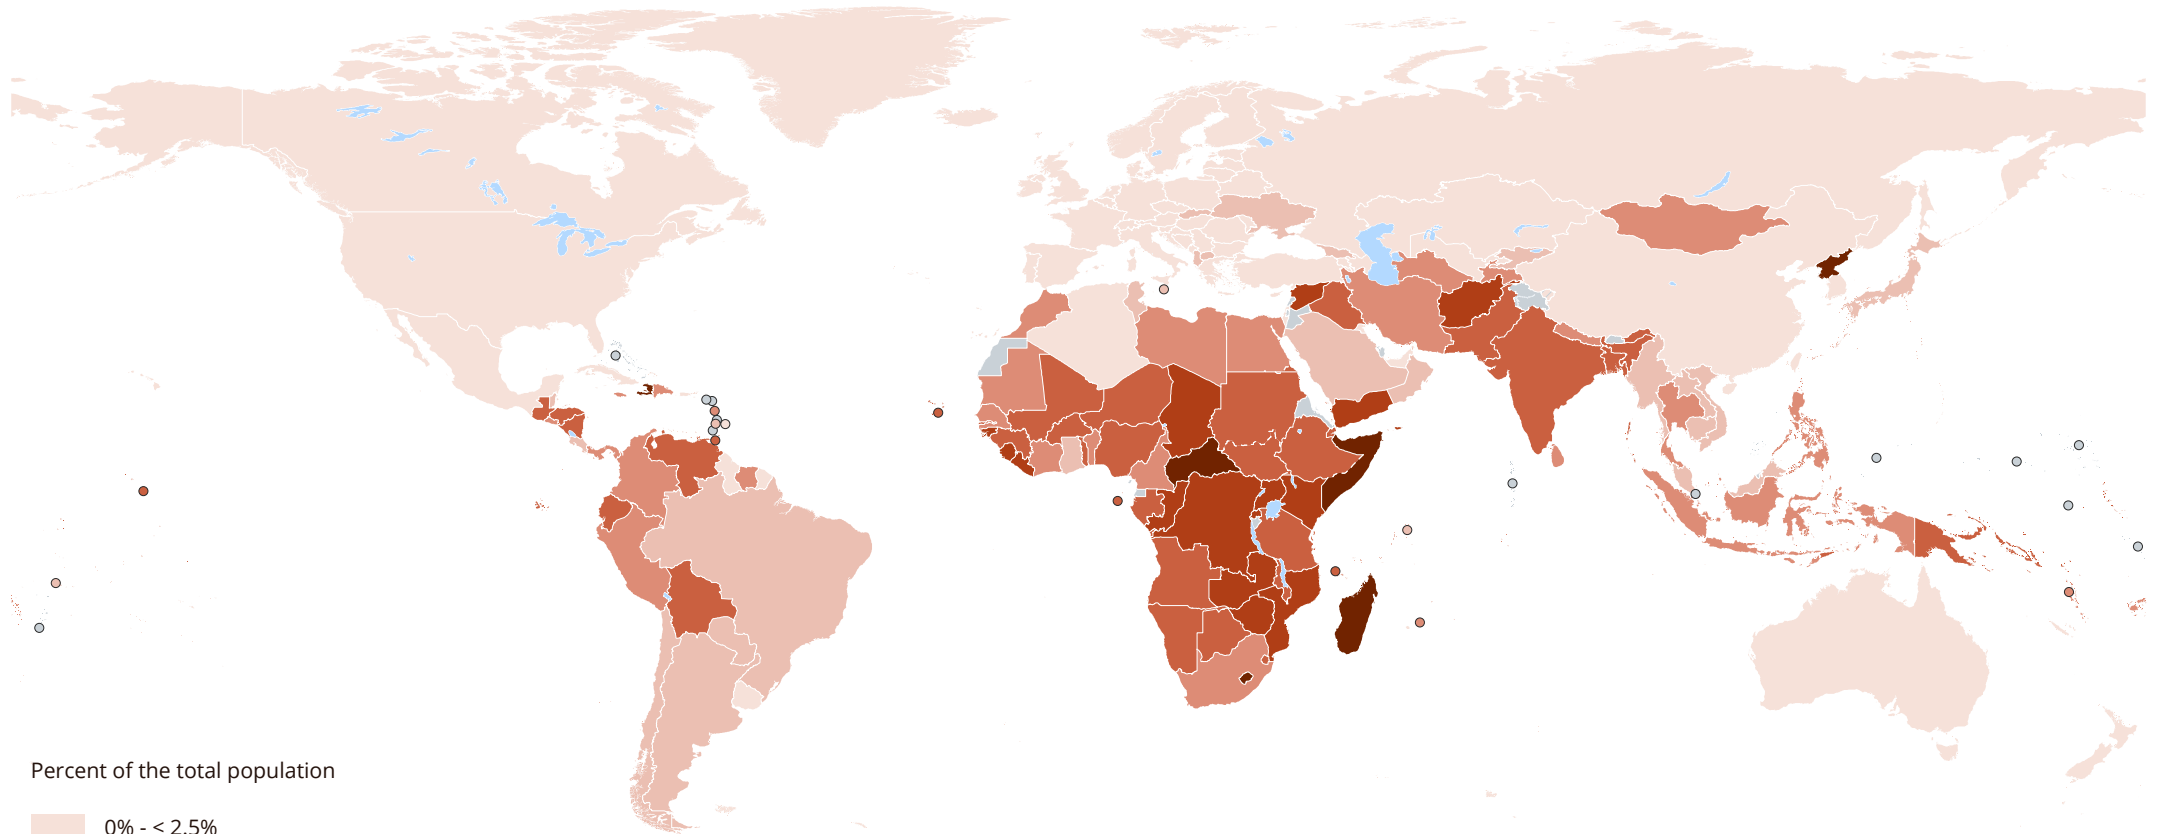 Percent of the total population
0% - < 2.5%